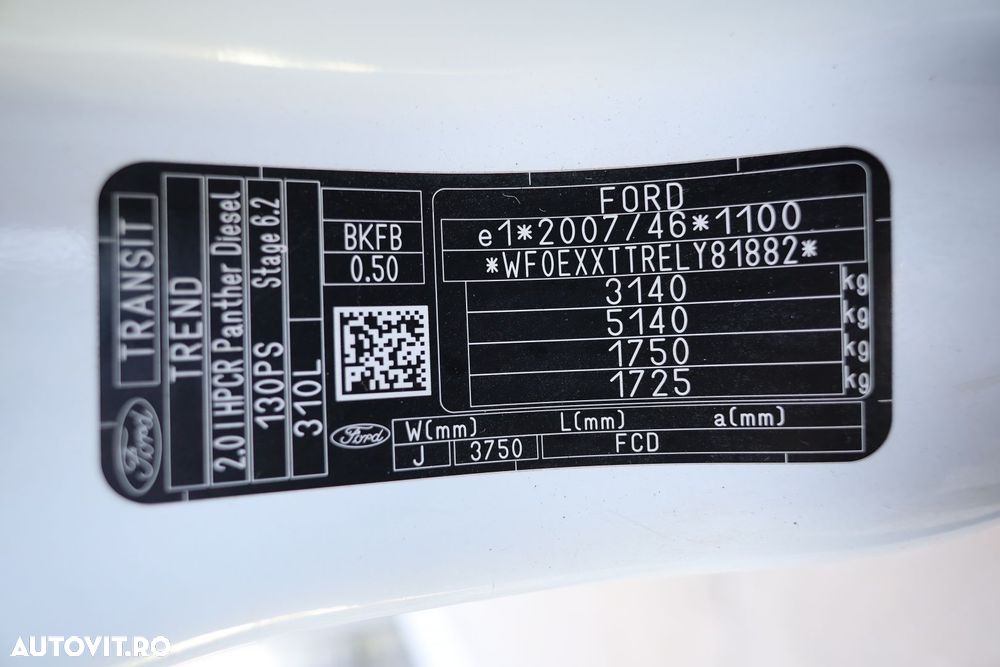 TRANSIT
TREND
2.0l HPCR Panther Diesel
130PS Stage 6.2
310L
Ford
BKFB
0.50
FORD
e1*2007/46*1100
*WF0EXXTTRELY81882*
3140 kg
5140 kg
1750 kg
1725 kg
Ford
W(mm) L(mm) a(mm)
J 3750 FCD
AUTOVIT.RO